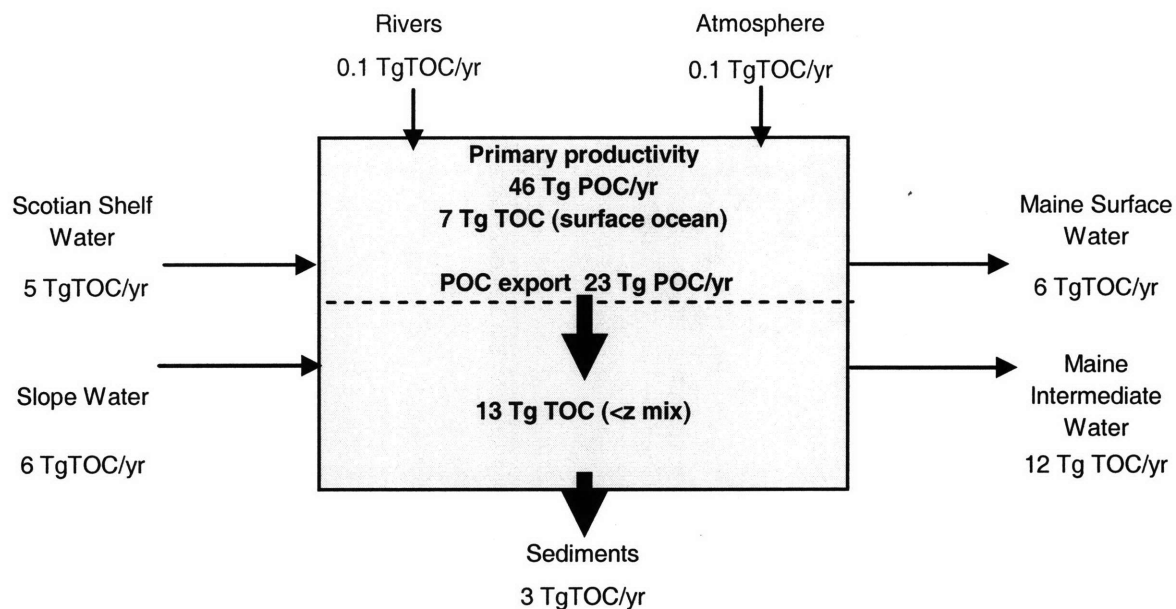 Rivers
0.1 TgTOC/yr
Atmosphere
0.1 TgTOC/yr
Primary productivity
46 Tg POC/yr
7 Tg TOC (surface ocean)
Scotian Shelf
Water
5 TgTOC/yr
Maine Surface
Water
6 TgTOC/yr
POC export 23 Tg POC/yr
Slope Water
6 TgTOC/yr
13 Tg TOC (<z mix)
Maine
Intermediate
Water
12 Tg TOC/yr
Sediments
3 TgTOC/yr